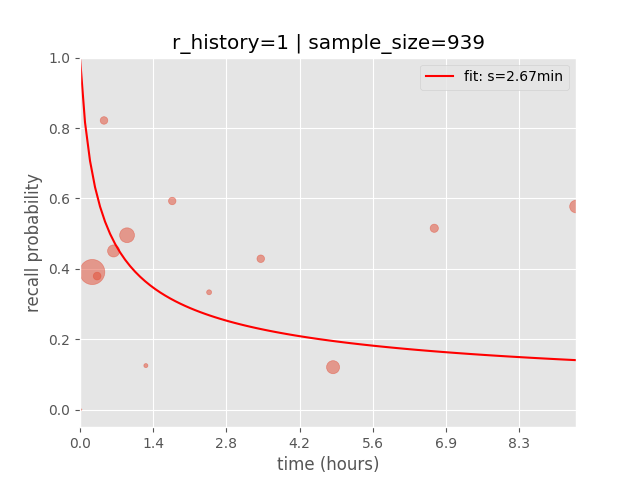 r_history=1 | sample_size=939
fit: s=2.67min
recall probability
1.0
0.8
0.6
0.4
0.2
0.0
0.0 1.4 2.8 4.2 5.6 6.9 8.3
time (hours)